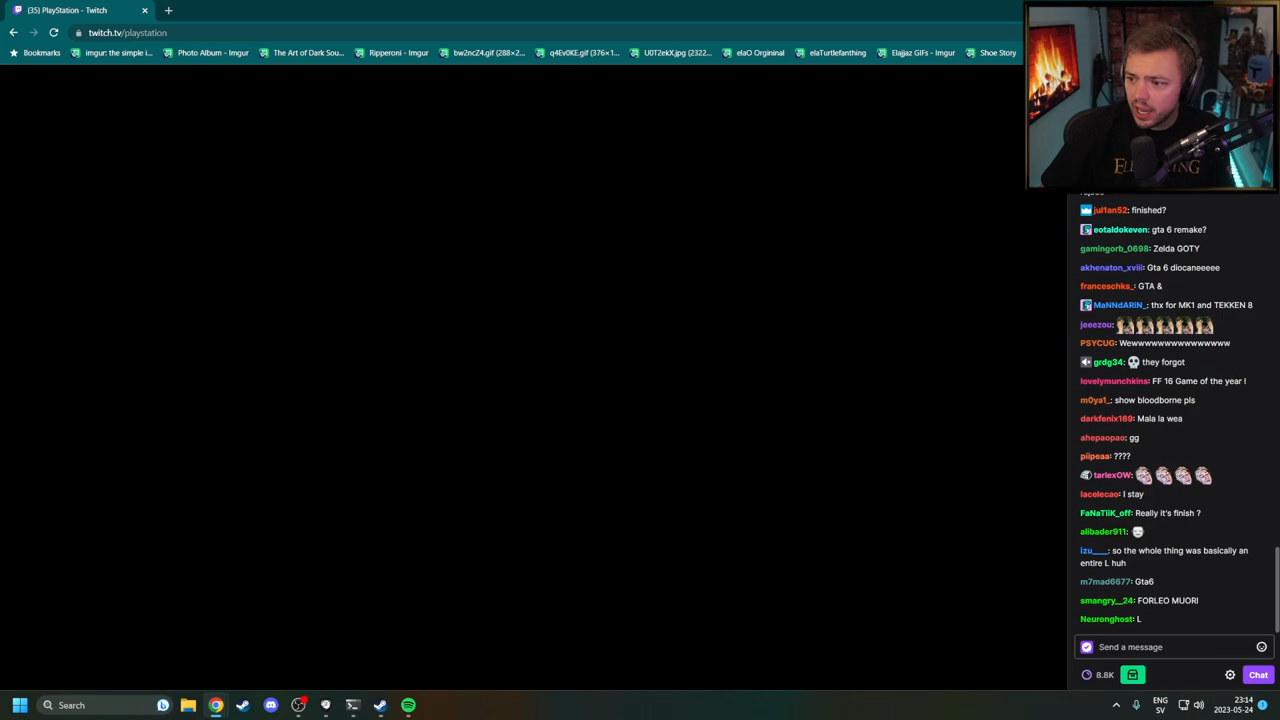 (35) PlayStation - Twitch
twitch.tv/playstation
Bookmarks
imgur: the simple i...
Photo Album - Imgur
The Art of Dark Sou...
Ripperoni - Imgur
bw2ncZ4.gif (288×2...
q4Ev0KE.gif (376×1...
U0T2ekX.jpg (2322...
elaO Orgininal
elaTurtlefanthing
Elajjaz GIFs - Imgur
Shoe Story
jul1an52: finished?
eotaldokeven: gta 6 remake?
gamingorb_0698: Zelda GOTY
akhenaton_xviii: Gta 6 diocaneeeee
franceschks_: GTA &
MaNNdARiN_: thx for MK1 and TEKKEN 8
jeeezou:
PSYCUG: Wewwwwwwwwwwwwwwww
grdg34: they forgot
lovelymunchkins: FF 16 Game of the year !
m0ya1_: show bloodborne pls
darkfenix169: Mala la wea
ahepaopao: gg
piipeaa: ????
tarlexOW:
lacelecao: I stay
FaNaTiiK_off: Really it's finish ?
alibader911:
izu____: so the whole thing was basically an
entire L huh
m7mad6677: Gta6
smangry__24: FORLEO MUORI
Neuronghost: L
Send a message
8.8K
Chat
Search
ENG
SV
23:14
2023-05-24
1